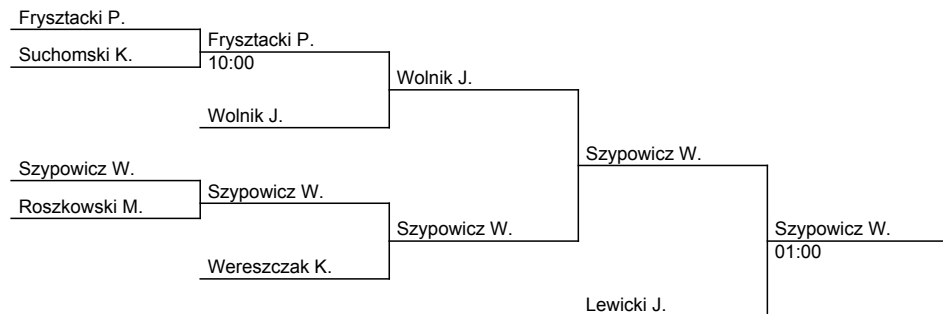 Frysztacki P.
Suchomski K.
Frysztacki P.
10:00
Wolnik J.
Wolnik J.
Szypowicz W.
Roszkowski M.
Szypowicz W.
Wereszczak K.
Szypowicz W.
Szypowicz W.
Lewicki J.
Szypowicz W.
01:00